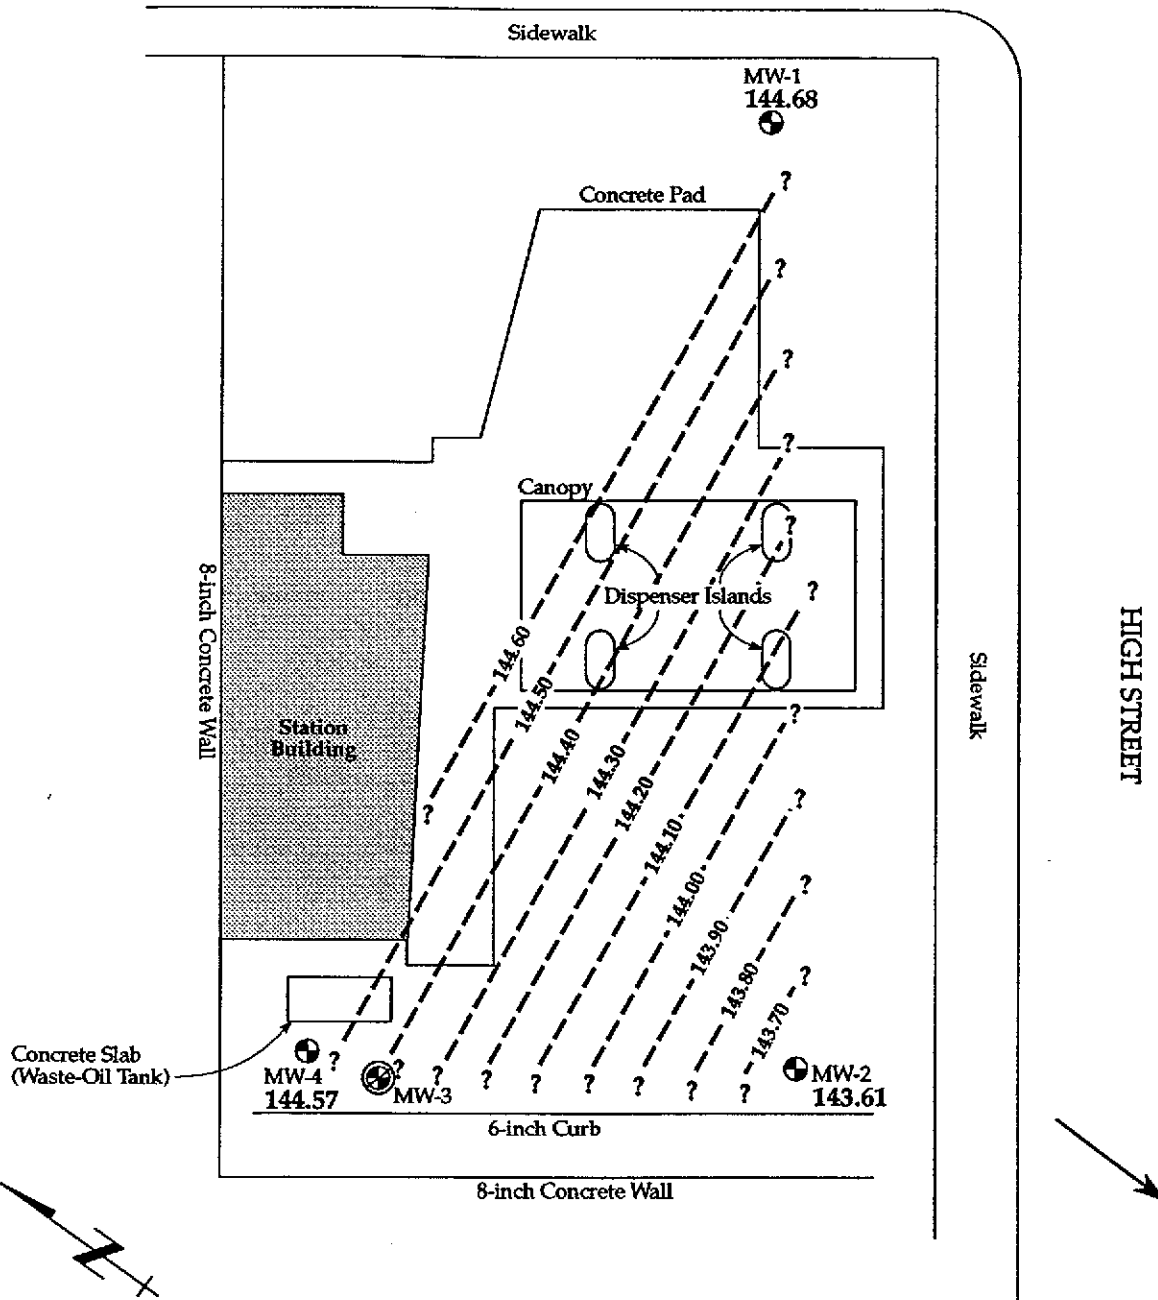 Sidewalk
MW-1
144.68
?
Concrete Pad
?
?
?
Canopy
?
Dispenser Islands
?
8-inch Concrete Wall
HIGH STREET
Sidewalk
144.60
144.50
?
Station
Building
144.40
144.30
144.20
?
?
144.10
144.00
?
143.90
143.80
?
143.70
Concrete Slab
(Waste-Oil Tank)
?
?
?
?
?
?
?
?
?
MW-4
144.57
MW-3
MW-2
143.61
6-inch Curb
8-inch Concrete Wall
N